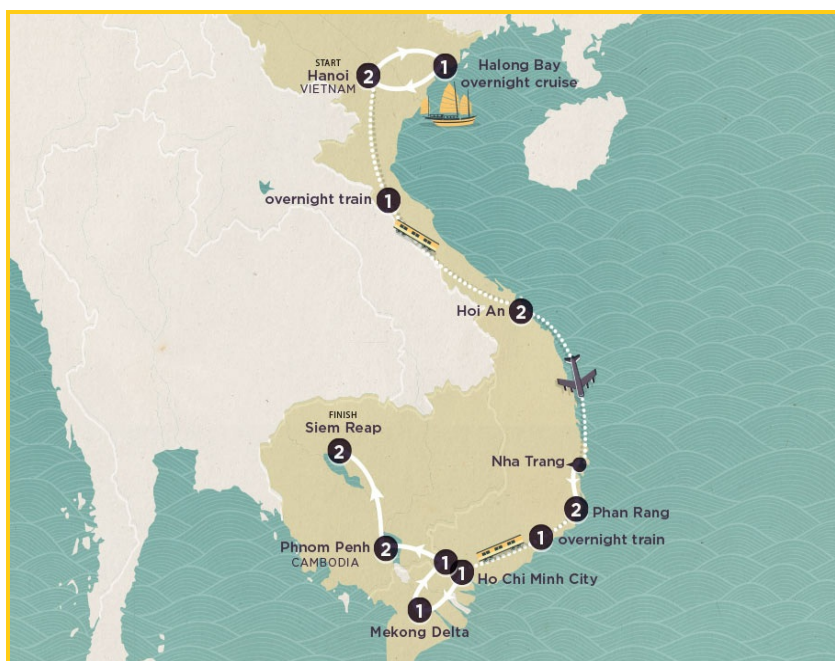 START
Hanoi
VIETNAM
2
1
Halong Bay
overnight cruise
overnight train
1
Hoi An
2
FINISH
Siem Reap
2
Nha Trang
2
Phan Rang
1
overnight train
Phnom Penh
CAMBODIA
2
1
1
Ho Chi Minh City
1
Mekong Delta